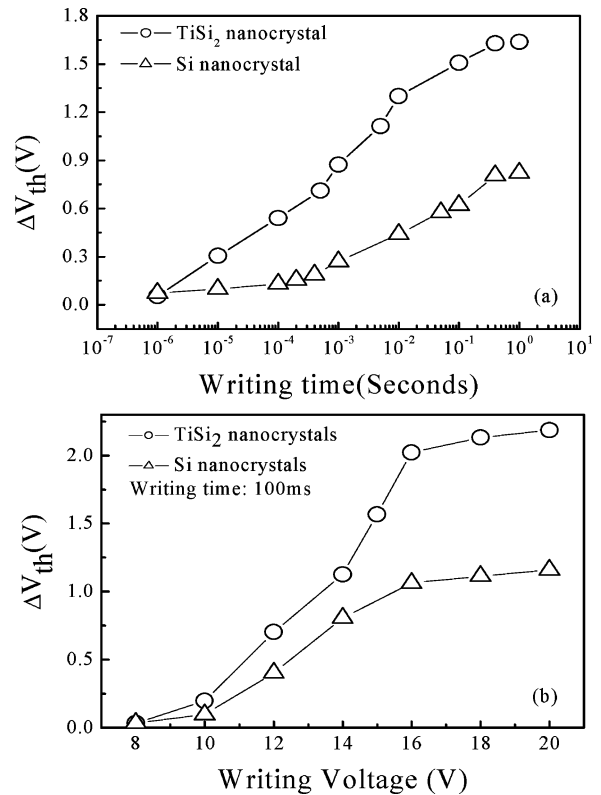 TiSi₂ nanocrystal
Si nanocrystal
ΔVth(V)
1.8
1.5
1.2
0.9
0.6
0.3
0.0
(a)
10⁻⁷ 10⁻⁶ 10⁻⁵ 10⁻⁴ 10⁻³ 10⁻² 10⁻¹ 10⁰ 10¹
Writing time(Seconds)
TiSi2 nanocrystals
Si nanocrystals
Writing time: 100ms
ΔVth(V)
2.0
1.5
1.0
0.5
0.0
(b)
8 10 12 14 16 18 20
Writing Voltage (V)